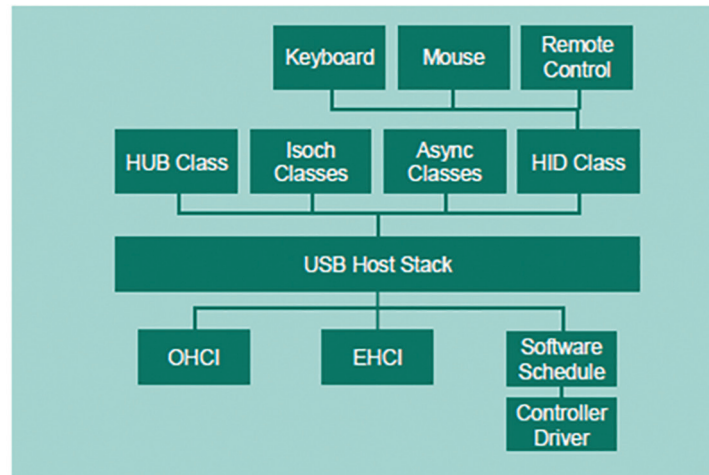 Keyboard
Mouse
Remote
Control
HUB Class
Isoch
Classes
Async
Classes
HID Class
USB Host Stack
OHCI
EHCI
Software
Schedule
Controller
Driver